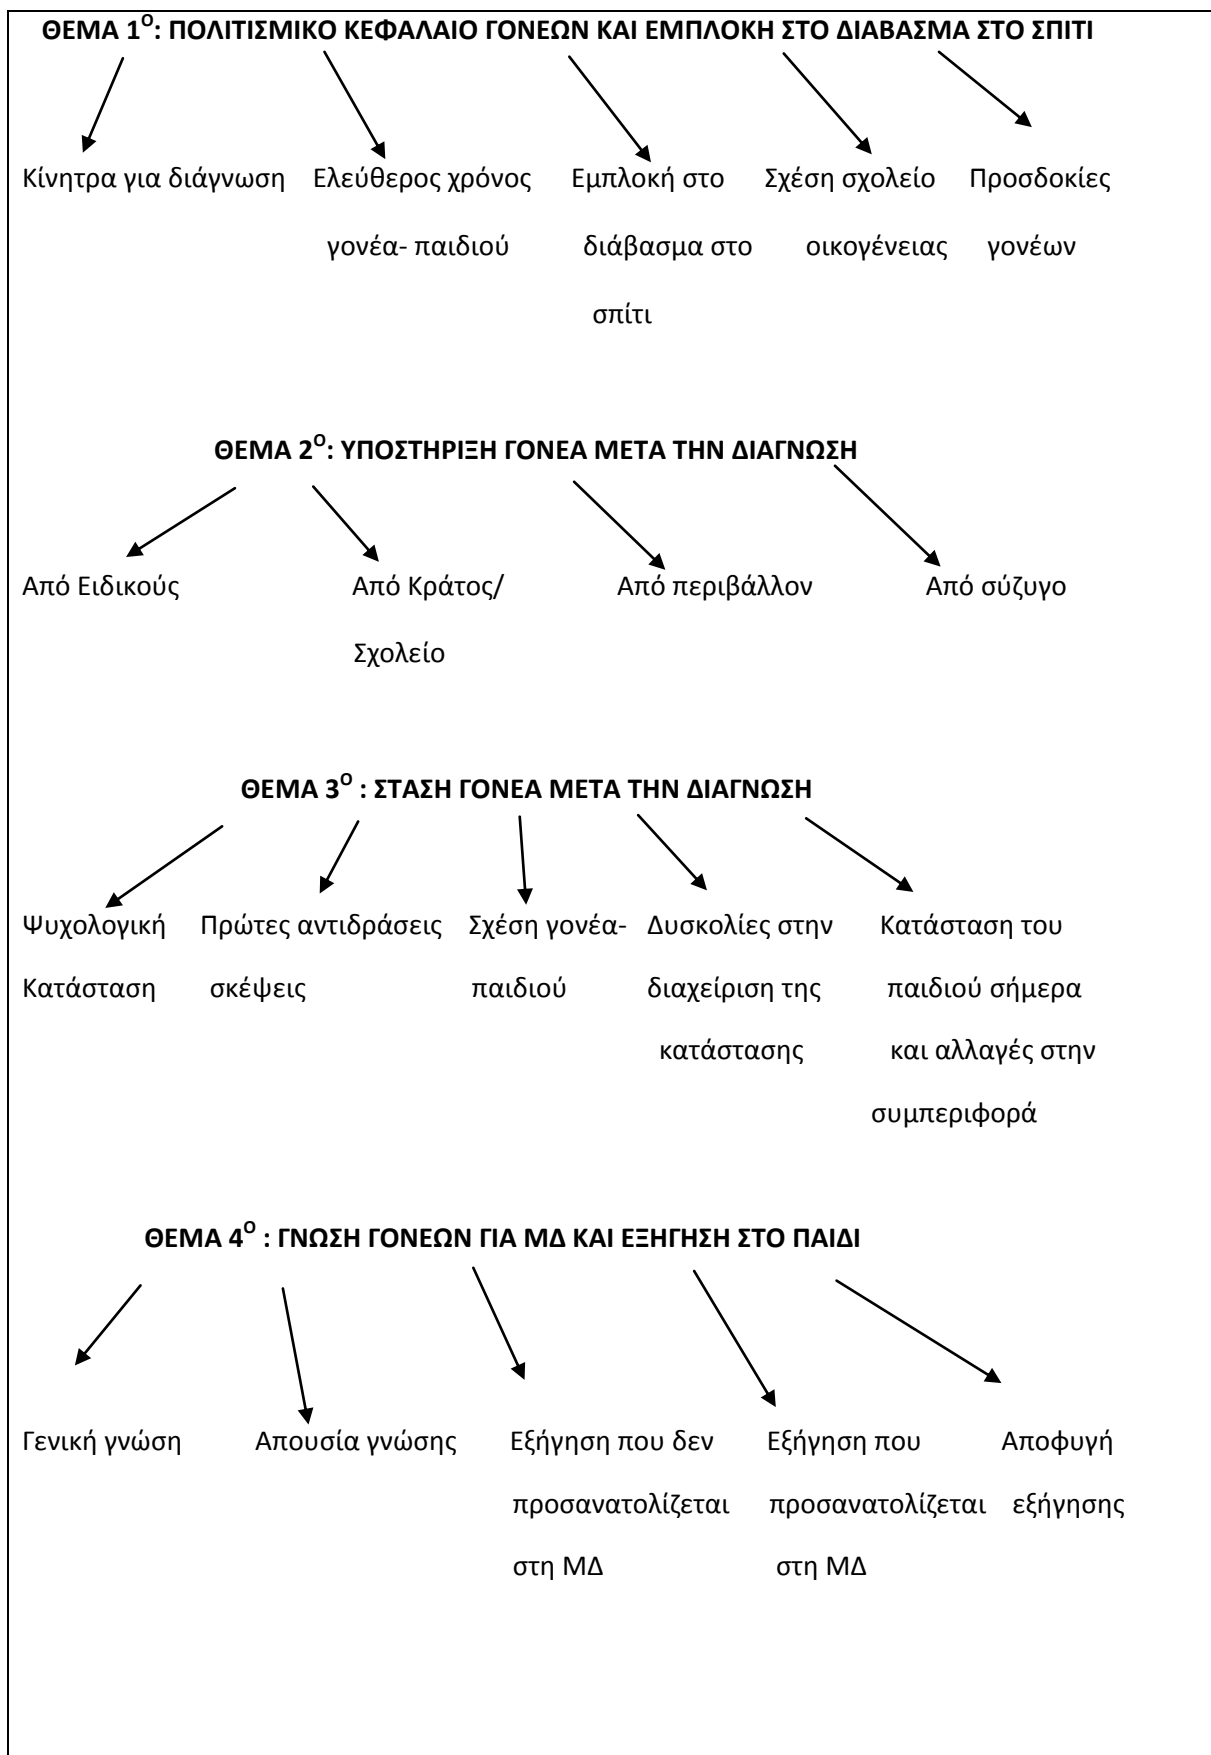 ΘΕΜΑ 1Ο: ΠΟΛΙΤΙΣΜΙΚΟ ΚΕΦΑΛΑΙΟ ΓΟΝΕΩΝ ΚΑΙ ΕΜΠΛΟΚΗ ΣΤΟ ΔΙΑΒΑΣΜΑ ΣΤΟ ΣΠΙΤΙ
Κίνητρα για διάγνωση Ελεύθερος χρόνος Εμπλοκή στο Σχέση σχολείο Προσδοκίες
γονέα- παιδιού διάβασμα στο οικογένειας γονέων
σπίτι
ΘΕΜΑ 2Ο: ΥΠΟΣΤΗΡΙΞΗ ΓΟΝΕΑ ΜΕΤΑ ΤΗΝ ΔΙΑΓΝΩΣΗ
Από Ειδικούς Από Κράτος/ Από περιβάλλον Από σύζυγο
Σχολείο
ΘΕΜΑ 3Ο : ΣΤΑΣΗ ΓΟΝΕΑ ΜΕΤΑ ΤΗΝ ΔΙΑΓΝΩΣΗ
Ψυχολογική Πρώτες αντιδράσεις Σχέση γονέα- Δυσκολίες στην Κατάσταση του
Κατάσταση σκέψεις παιδιού διαχείριση της παιδιού σήμερα
κατάστασης και αλλαγές στην
συμπεριφορά
ΘΕΜΑ 4Ο : ΓΝΩΣΗ ΓΟΝΕΩΝ ΓΙΑ ΜΔ ΚΑΙ ΕΞΗΓΗΣΗ ΣΤΟ ΠΑΙΔΙ
Γενική γνώση Απουσία γνώσης Εξήγηση που δεν Εξήγηση που Αποφυγή
προσανατολίζεται προσανατολίζεται εξήγησης
στη ΜΔ στη ΜΔ